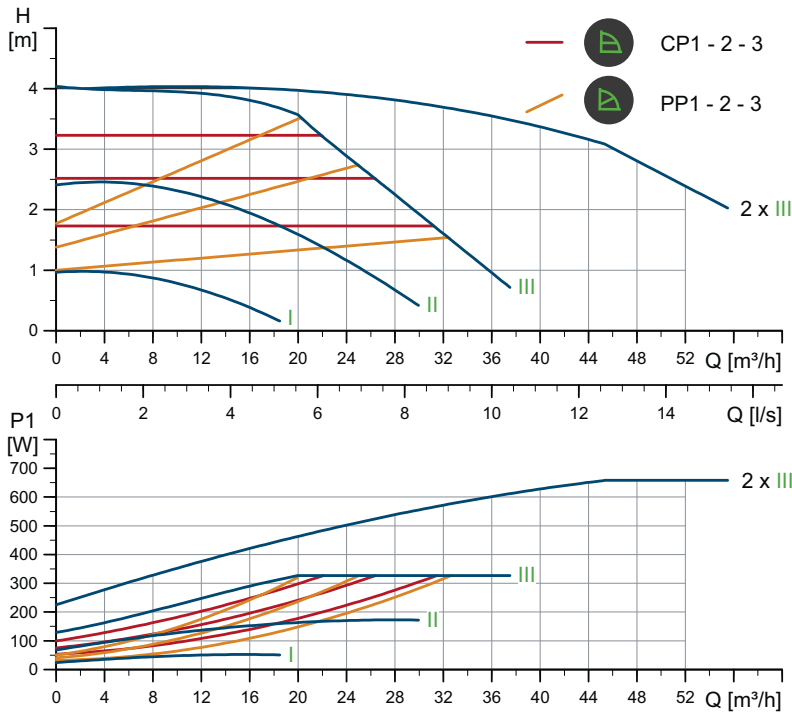 H
[m]
CP1 - 2 - 3
PP1 - 2 - 3
4
3
2
1
0
2 x III
III
II
I
0 4 8 12 16 20 24 28 32 36 40 44 48 52 Q [m³/h]
0 2 4 6 8 10 12 14 Q [l/s]
P1
[W]
700
600
500
400
300
200
100
0
2 x III
III
II
I
0 4 8 12 16 20 24 28 32 36 40 44 48 52 Q [m³/h]